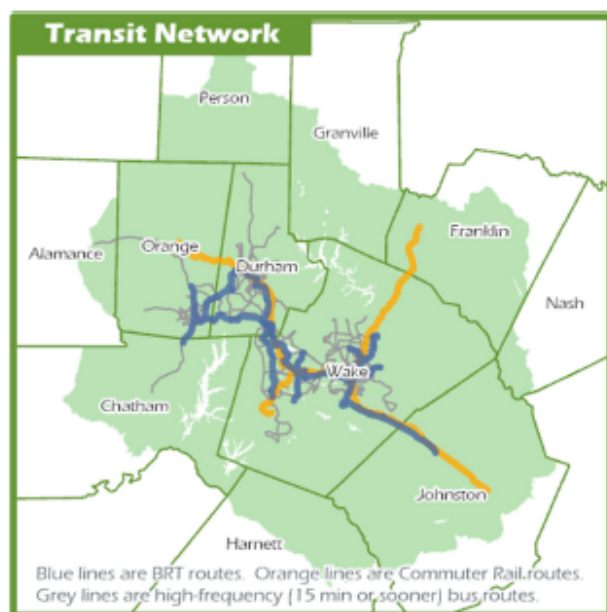 Transit Network
Person
Granville
Franklin
Alamance
Orange
Durham
Nash
Wake
Chatham
Johnston
Harnett
Blue lines are BRT routes. Orange lines are Commuter Rail routes.
Grey lines are high-frequency (15 min or sooner) bus routes.